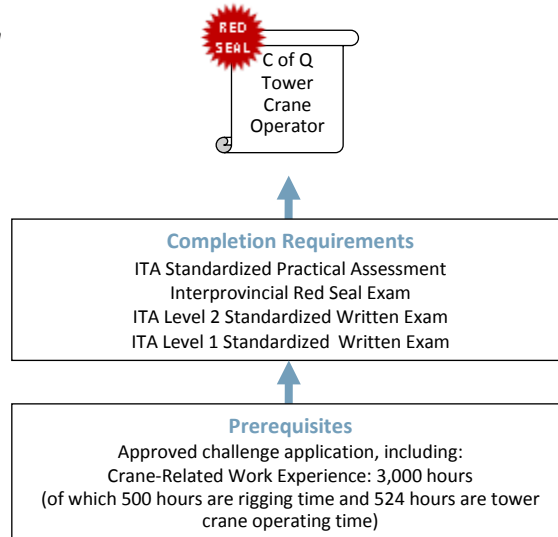 RED
SEAL
C of Q
Tower
Crane
Operator
Completion Requirements
ITA Standardized Practical Assessment
Interprovincial Red Seal Exam
ITA Level 2 Standardized Written Exam
ITA Level 1 Standardized Written Exam
Prerequisites
Approved challenge application, including:
Crane-Related Work Experience: 3,000 hours
(of which 500 hours are rigging time and 524 hours are tower
crane operating time)